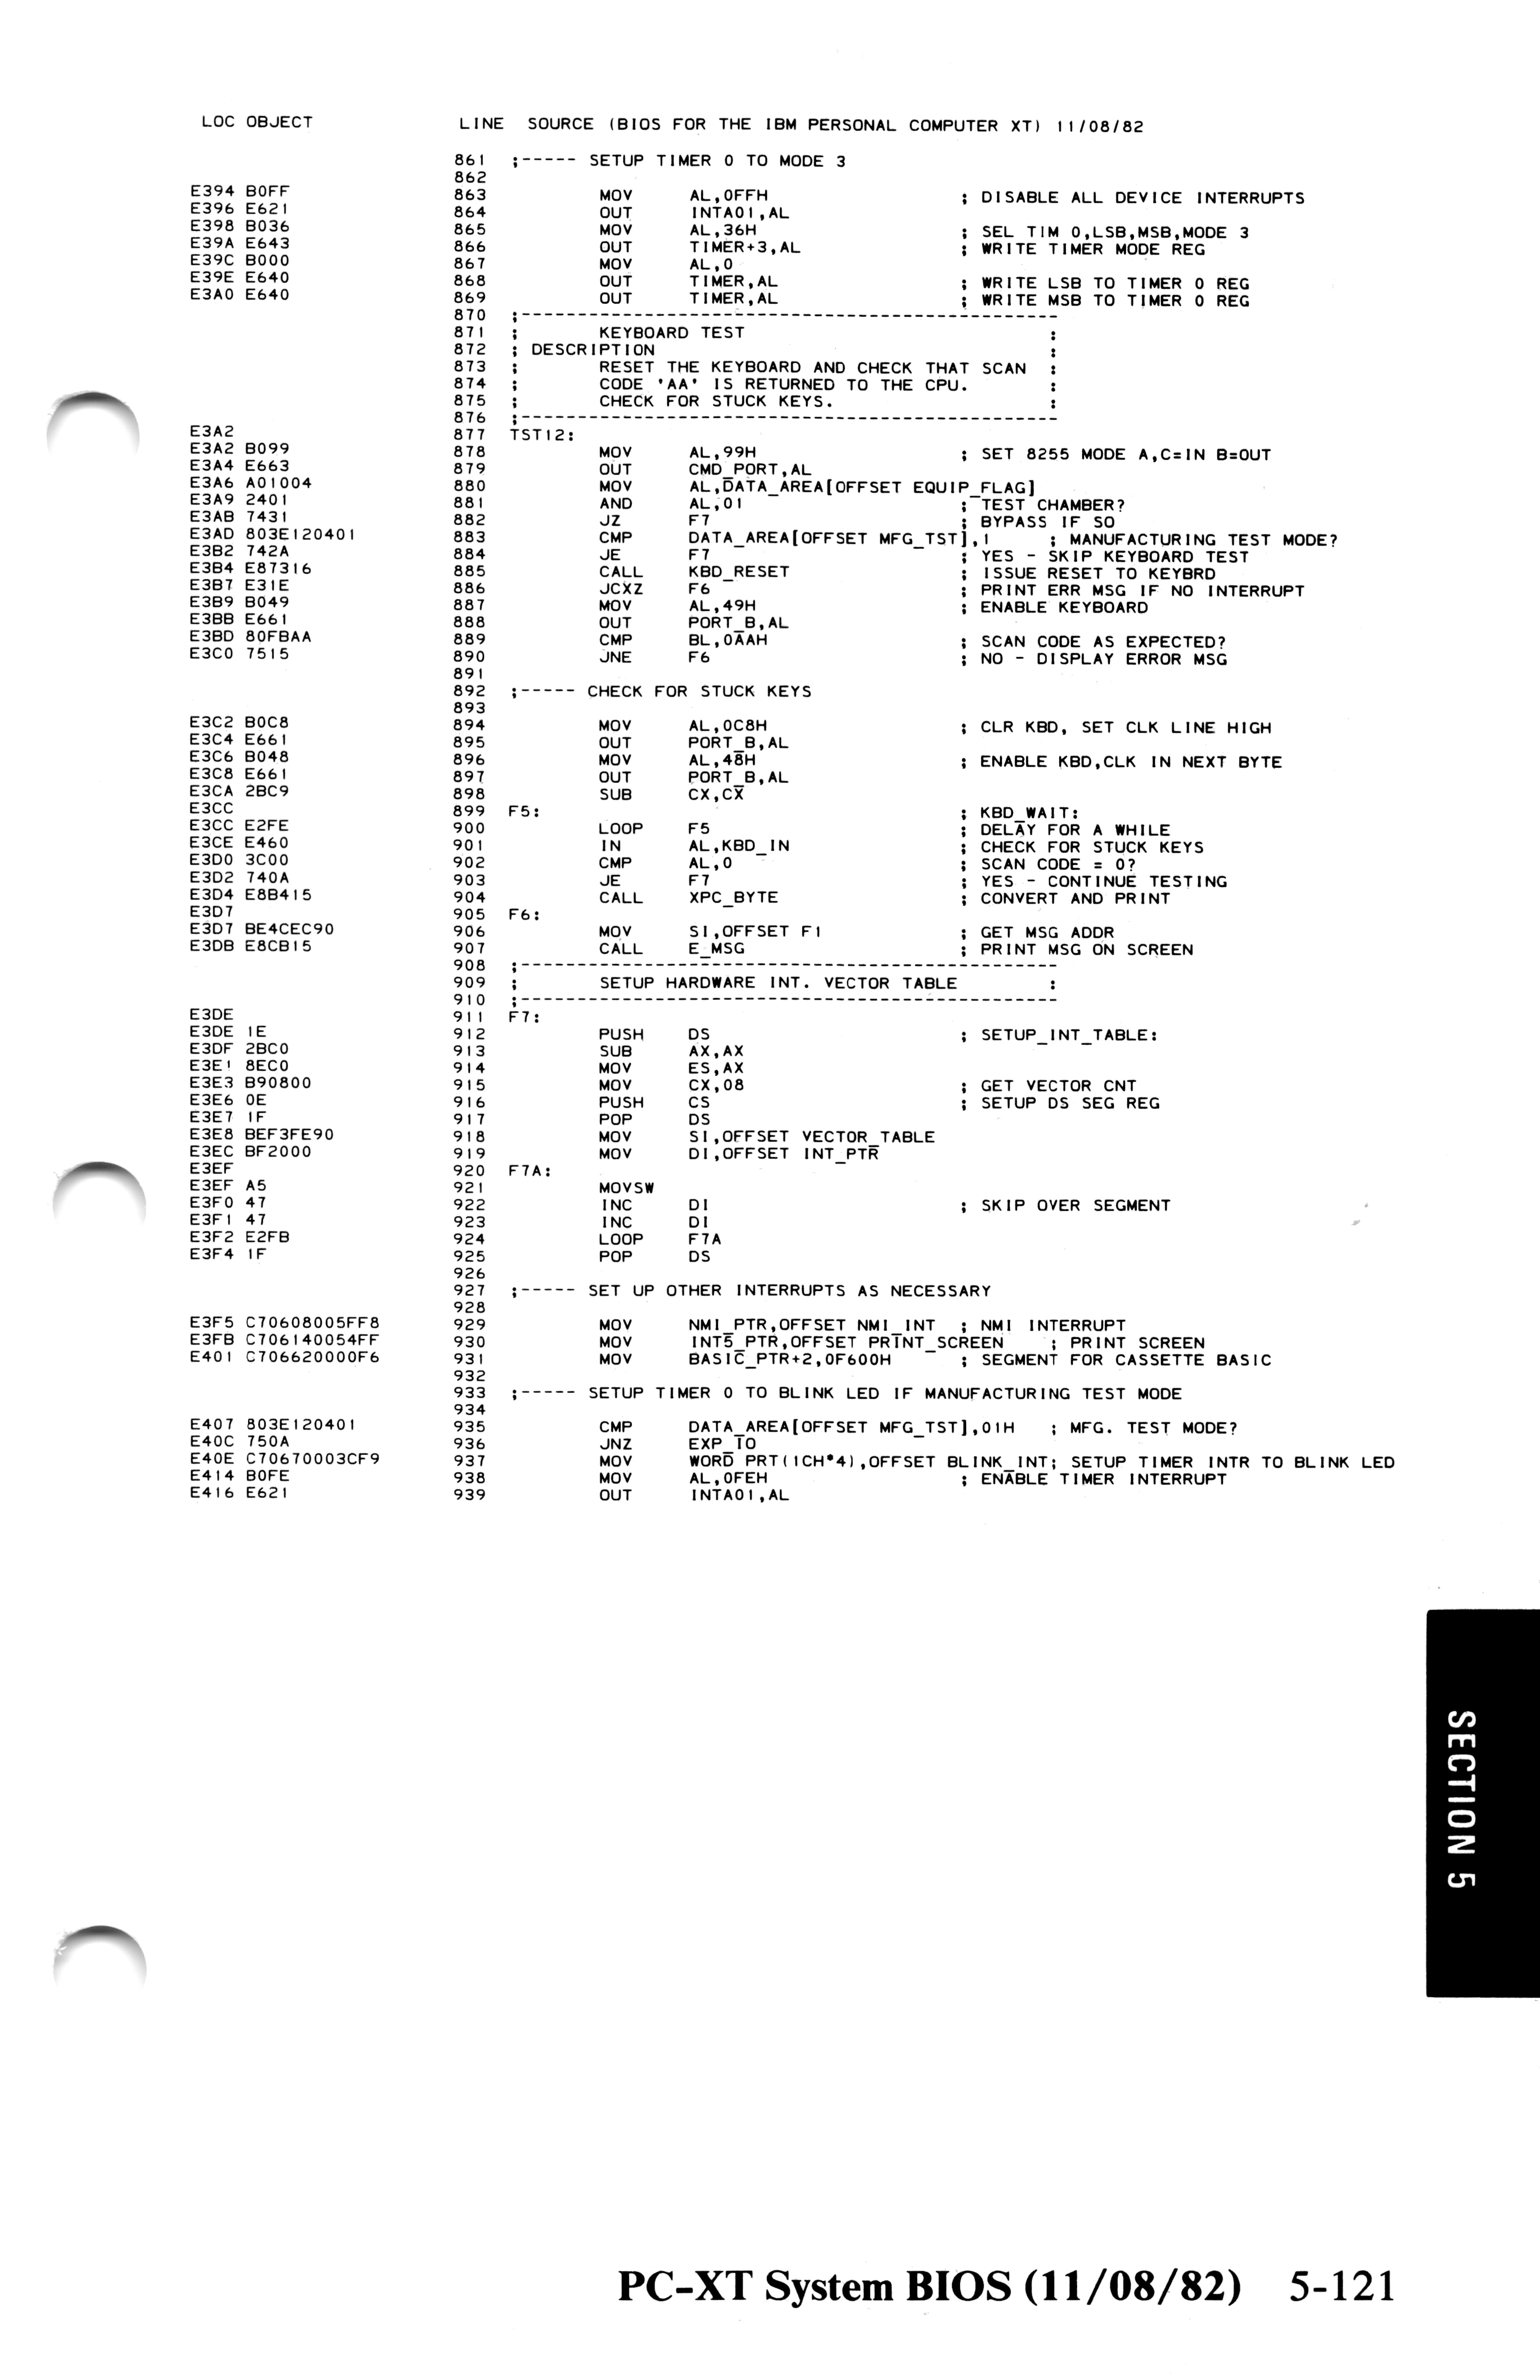 LOC OBJECT LINE SOURCE (BIOS FOR THE IBM PERSONAL COMPUTER XT) 11/08/82
861 ;----- SETUP TIMER 0 TO MODE 3
862
E394 B0FF 863 MOV AL,0FFH ; DISABLE ALL DEVICE INTERRUPTS
E396 E621 864 OUT INTA01,AL
E398 B036 865 MOV AL,36H ; SEL TIM 0,LSB,MSB,MODE 3
E39A E643 866 OUT TIMER+3,AL ; WRITE TIMER MODE REG
E39C B000 867 MOV AL,0
E39E E640 868 OUT TIMER,AL ; WRITE LSB TO TIMER 0 REG
E3A0 E640 869 OUT TIMER,AL ; WRITE MSB TO TIMER 0 REG
870 ;-----------------------------------------------
871 ; KEYBOARD TEST :
872 ; DESCRIPTION :
873 ; RESET THE KEYBOARD AND CHECK THAT SCAN :
874 ; CODE 'AA' IS RETURNED TO THE CPU. :
875 ; CHECK FOR STUCK KEYS. :
876 ;-----------------------------------------------
E3A2 877 TST12:
E3A2 B099 878 MOV AL,99H ; SET 8255 MODE A,C=IN B=OUT
E3A4 E663 879 OUT CMD_PORT,AL
E3A6 A01004 880 MOV AL,DATA_AREA[OFFSET EQUIP_FLAG]
E3A9 2401 881 AND AL,01 ; TEST CHAMBER?
E3AB 7431 882 JZ F7 ; BYPASS IF SO
E3AD 803E120401 883 CMP DATA_AREA[OFFSET MFG_TST],1 ; MANUFACTURING TEST MODE?
E3B2 742A 884 JE F7 ; YES - SKIP KEYBOARD TEST
E3B4 E87316 885 CALL KBD_RESET ; ISSUE RESET TO KEYBRD
E3B7 E31E 886 JCXZ F6 ; PRINT ERR MSG IF NO INTERRUPT
E3B9 B049 887 MOV AL,49H ; ENABLE KEYBOARD
E3BB E661 888 OUT PORT_B,AL
E3BD 80FBAA 889 CMP BL,0AAH ; SCAN CODE AS EXPECTED?
E3C0 7515 890 JNE F6 ; NO - DISPLAY ERROR MSG
891
892 ;----- CHECK FOR STUCK KEYS
893
E3C2 B0C8 894 MOV AL,0C8H ; CLR KBD, SET CLK LINE HIGH
E3C4 E661 895 OUT PORT_B,AL
E3C6 B048 896 MOV AL,48H ; ENABLE KBD,CLK IN NEXT BYTE
E3C8 E661 897 OUT PORT_B,AL
E3CA 2BC9 898 SUB CX,CX
E3CC 899 F5: ; KBD_WAIT:
E3CC E2FE 900 LOOP F5 ; DELAY FOR A WHILE
E3CE E460 901 IN AL,KBD_IN ; CHECK FOR STUCK KEYS
E3D0 3C00 902 CMP AL,0 ; SCAN CODE = 0?
E3D2 740A 903 JE F7 ; YES - CONTINUE TESTING
E3D4 E8B415 904 CALL XPC_BYTE ; CONVERT AND PRINT
E3D7 905 F6:
E3D7 BE4CEC90 906 MOV SI,OFFSET F1 ; GET MSG ADDR
E3DB E8CB15 907 CALL E_MSG ; PRINT MSG ON SCREEN
908 ;-----------------------------------------------
909 ; SETUP HARDWARE INT. VECTOR TABLE :
910 ;-----------------------------------------------
E3DE 911 F7:
E3DE 1E 912 PUSH DS ; SETUP_INT_TABLE:
E3DF 2BC0 913 SUB AX,AX
E3E1 8EC0 914 MOV ES,AX
E3E3 B90800 915 MOV CX,08 ; GET VECTOR CNT
E3E6 0E 916 PUSH CS ; SETUP DS SEG REG
E3E7 1F 917 POP DS
E3E8 BEF3FE90 918 MOV SI,OFFSET VECTOR_TABLE
E3EC BF2000 919 MOV DI,OFFSET INT_PTR
E3EF 920 F7A:
E3EF A5 921 MOVSW
E3F0 47 922 INC DI ; SKIP OVER SEGMENT
E3F1 47 923 INC DI
E3F2 E2FB 924 LOOP F7A
E3F4 1F 925 POP DS
926
927 ;----- SET UP OTHER INTERRUPTS AS NECESSARY
928
E3F5 C70608005FF8 929 MOV NMI_PTR,OFFSET NMI_INT ; NMI INTERRUPT
E3FB C706140054FF 930 MOV INT5_PTR,OFFSET PRINT_SCREEN ; PRINT SCREEN
E401 C706620000F6 931 MOV BASIC_PTR+2,0F600H ; SEGMENT FOR CASSETTE BASIC
932
933 ;----- SETUP TIMER 0 TO BLINK LED IF MANUFACTURING TEST MODE
934
E407 803E120401 935 CMP DATA_AREA[OFFSET MFG_TST],01H ; MFG. TEST MODE?
E40C 750A 936 JNZ EXP_IO
E40E C70670003CF9 937 MOV WORD PRT(1CH*4),OFFSET BLINK_INT; SETUP TIMER INTR TO BLINK LED
E414 B0FE 938 MOV AL,0FEH ; ENABLE TIMER INTERRUPT
E416 E621 939 OUT INTA01,AL
SECTION 5
PC-XT System BIOS (11/08/82) 5-121